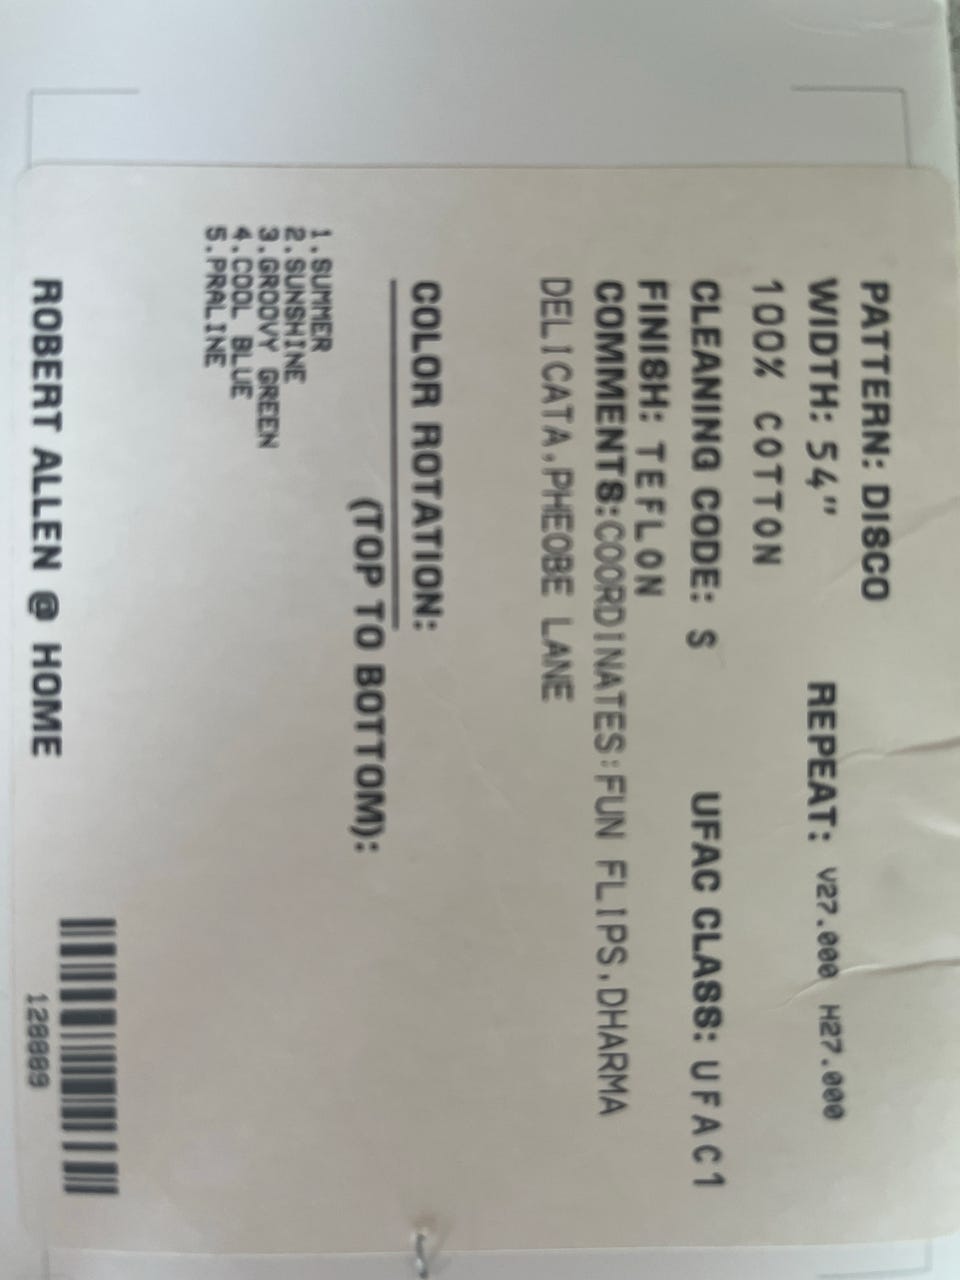 PATTERN: DISCO
WIDTH: 54" REPEAT: V27.000 H27.000
100% COTTON
CLEANING CODE: S UFAC CLASS: UFAC1
FINISH: TEFLON
COMMENTS:COORDINATES:FUN FLIPS,DHARMA
DELICATA,PHEOBE LANE
COLOR ROTATION:
(TOP TO BOTTOM):
1.SUMMER
2.SUNSHINE
3.GROOVY GREEN
4.COOL BLUE
5.PRALINE
ROBERT ALLEN @ HOME